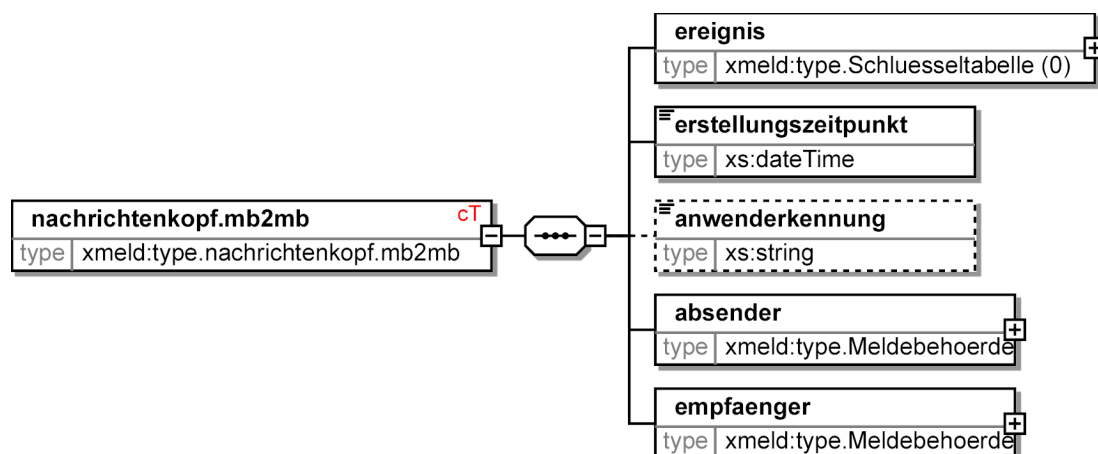 ereignis
type xmeld:type.Schluesseltabelle (0)
erstellungszeitpunkt
type xs:dateTime
nachrichtenkopf.mb2mb cT
type xmeld:type.nachrichtenkopf.mb2mb
anwenderkennung
type xs:string
absender
type xmeld:type.Meldebehoerde
empfaenger
type xmeld:type.Meldebehoerde